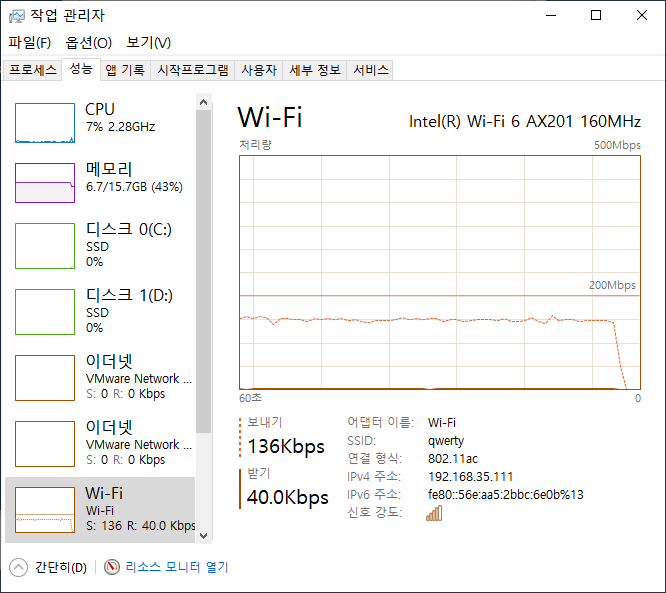 작업 관리자
파일(F) 옵션(O) 보기(V)
프로세스 성능 앱 기록 시작프로그램 사용자 세부 정보 서비스
CPU
7% 2.28GHz
메모리
6.7/15.7GB (43%)
디스크 0(C:)
SSD
0%
디스크 1(D:)
SSD
0%
이더넷
VMware Network ...
S: 0 R: 0 Kbps
이더넷
VMware Network ...
S: 0 R: 0 Kbps
Wi-Fi
Wi-Fi
S: 136 R: 40.0 Kbps
Wi-Fi
Intel(R) Wi-Fi 6 AX201 160MHz
처리량 500Mbps
200Mbps
60초 0
보내기
136Kbps
받기
40.0Kbps
어댑터 이름: Wi-Fi
SSID: qwerty
연결 형식: 802.11ac
IPv4 주소: 192.168.35.111
IPv6 주소: fe80::56e:aa5:2bbc:6e0b%13
신호 강도:
간단히(D) 리소스 모니터 열기